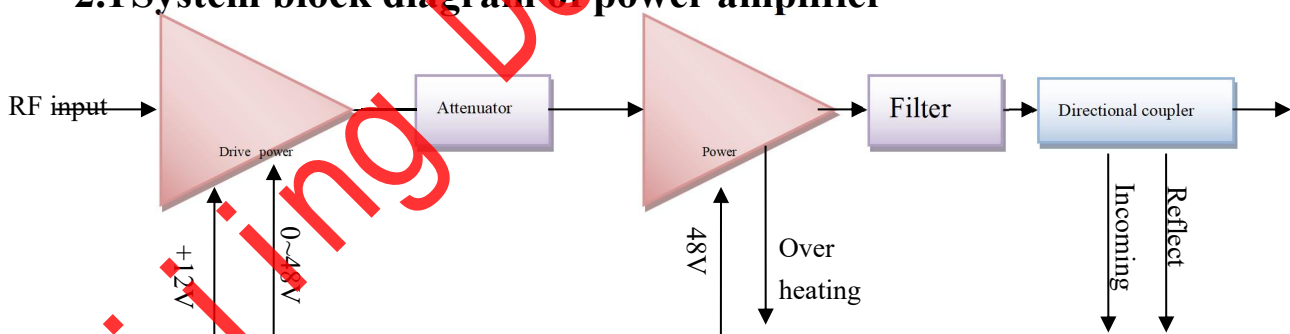 2.1System block diagram of power amplifier
RF input
Drive power
Attenuator
Power
Filter
Directional coupler
+12V
0~48V
48V
Over
heating
Incoming
Reflect